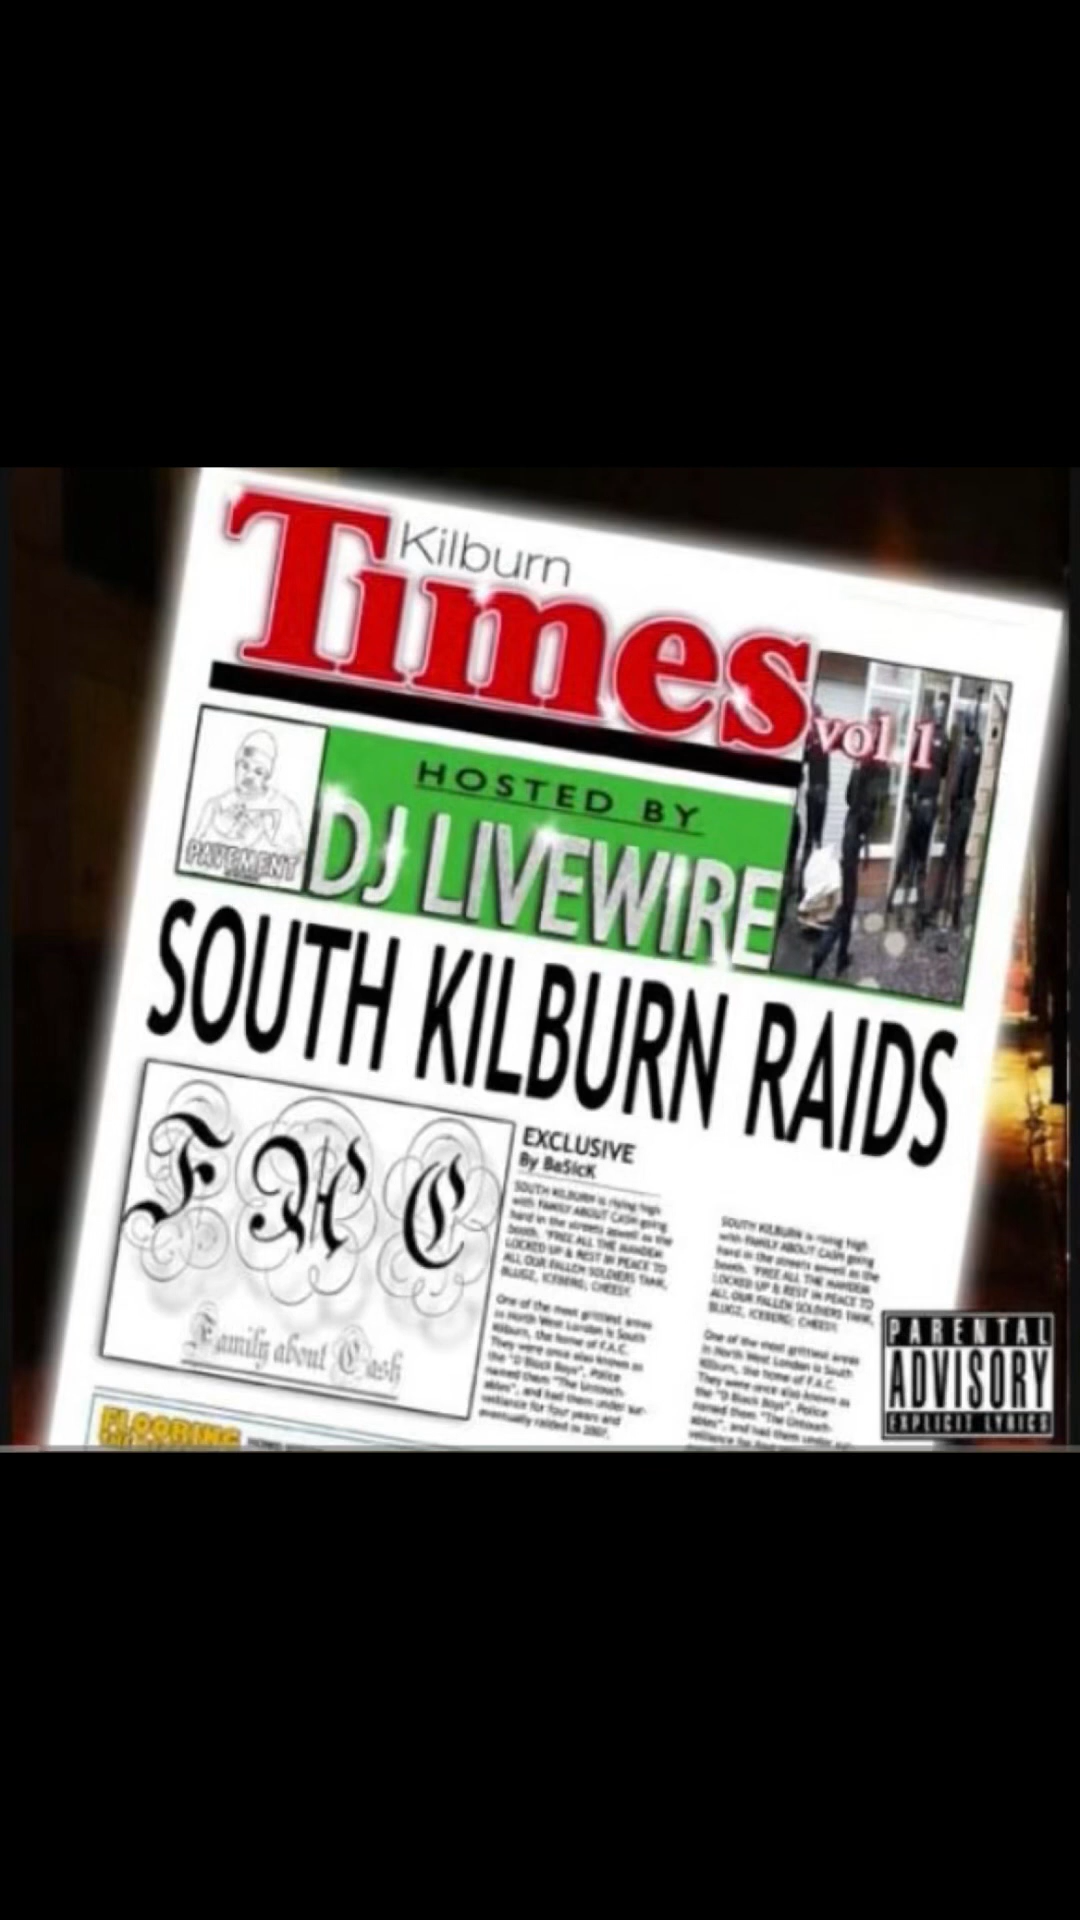 Kilburn
Times
vol 1
HOSTED BY
DJ LIVEWIRE
PAVEMENT
SOUTH KILBURN RAIDS
F A C
Family about Cash
EXCLUSIVE
By BaSicK
SOUTH KILBURN is rising high
with FAMILY ABOUT CASH going
hard in the streets aswell as the
booth. "FREE ALL THE MANDEM
LOCKED UP & REST IN PEACE TO
ALL OUR FALLEN SOLDIERS TANK,
BLUGZ, ICEBERG, CHEESY.
One of the most grittiest areas
in North West London is South
Kilburn, the home of F.A.C.
They were once also known as
the "D Block Boys", Police
named them "The Untouch-
ables", and had them under sur-
veillance for four years and
eventually raided in 2007.
SOUTH KILBURN is rising high
with FAMILY ABOUT CASH going
hard in the streets aswell as the
booth. "FREE ALL THE MANDEM
LOCKED UP & REST IN PEACE TO
ALL OUR FALLEN SOLDIERS TANK,
BLUGZ, ICEBERG, CHEESY.
One of the most grittiest areas
in North West London is South
Kilburn, the home of F.A.C.
They were once also known as
the "D Block Boys", Police
named them "The Untouch-
ables", and had them under sur-
FLOORING
PARENTAL
ADVISORY
EXPLICIT LYRICS